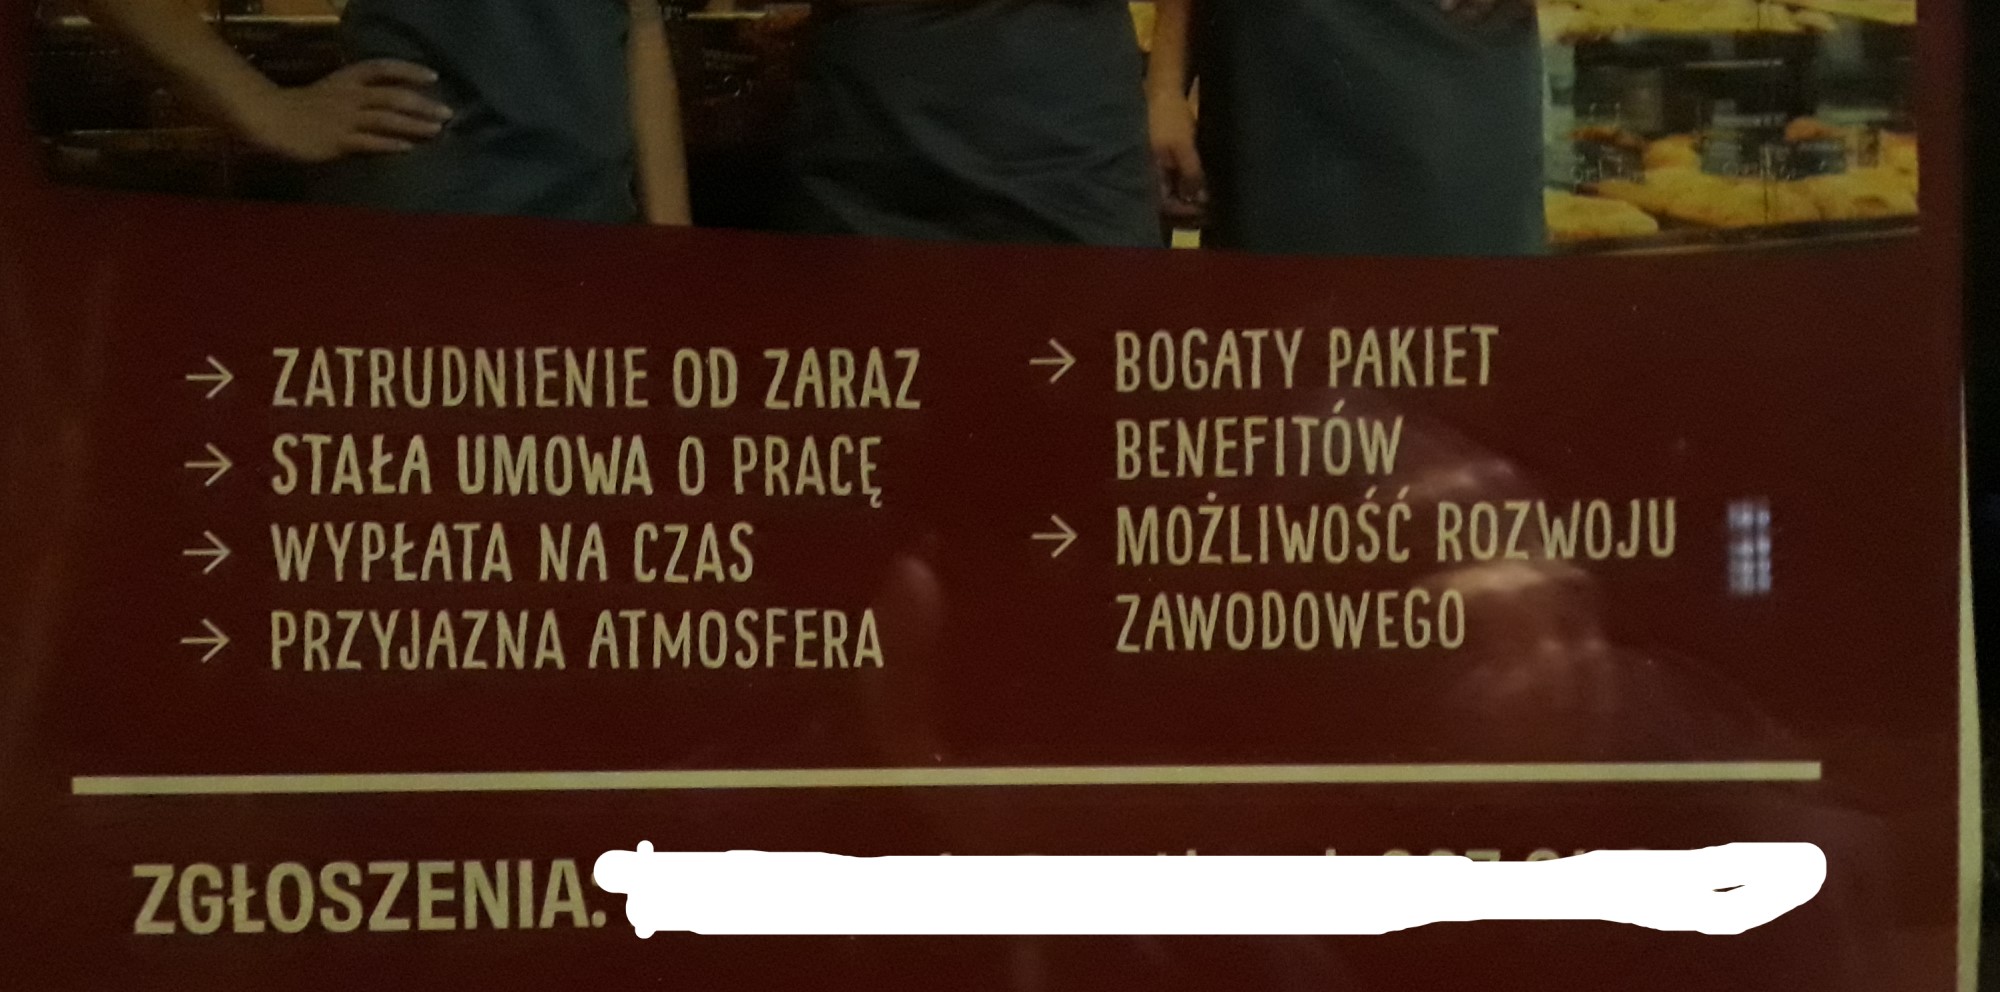 → ZATRUDNIENIE OD ZARAZ
→ STAŁA UMOWA O PRACĘ
→ WYPŁATA NA CZAS
→ PRZYJAZNA ATMOSFERA
→ BOGATY PAKIET
BENEFITÓW
→ MOŻLIWOŚĆ ROZWOJU
ZAWODOWEGO
ZGŁOSZENIA: